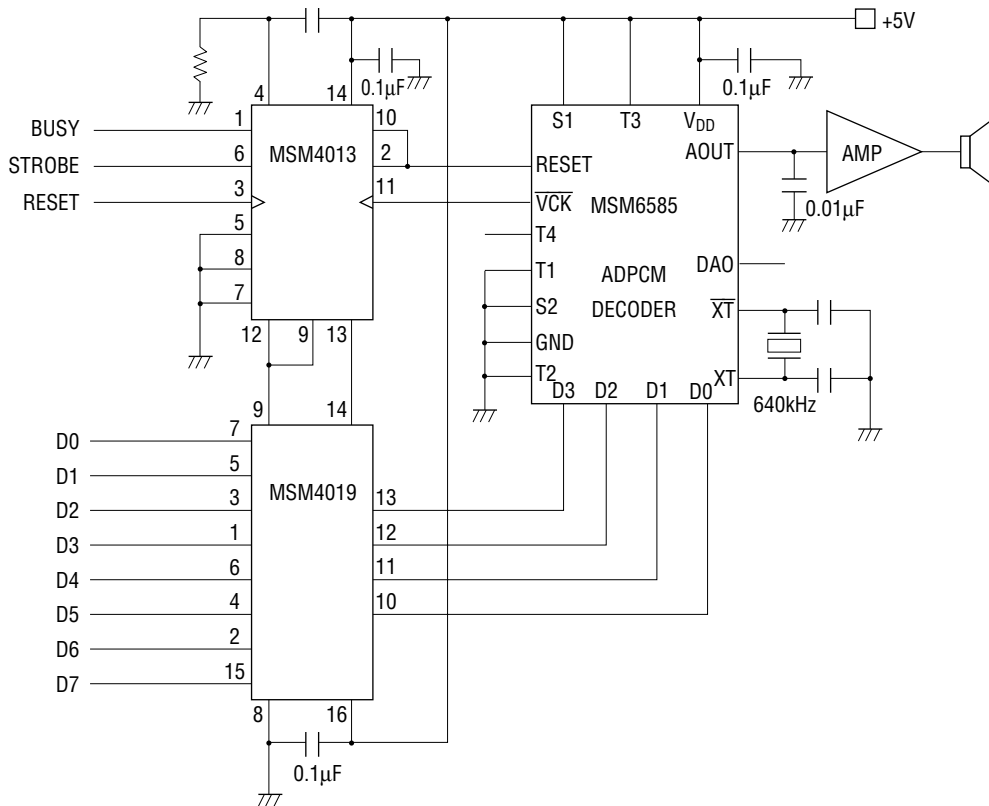 +5V
0.1µF
0.1µF
4
14
BUSY
1
10
STROBE
6
MSM4013
2
RESET
3
11
5
8
7
12
9
13
S1
T3
VDD
RESET
AOUT
VCK
MSM6585
T4
T1
ADPCM
DAO
S2
DECODER
XT
GND
T2
XT
D3
D2
D1
D0
AMP
0.01µF
640kHz
9
14
D0
7
D1
5
MSM4019
D2
3
13
D3
1
12
D4
6
11
D5
4
10
D6
2
D7
15
8
16
0.1µF